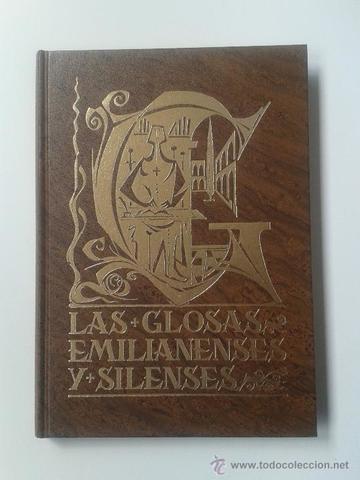 G
LAS + GLOSAS
EMILIANENSES
Y + SILENSES
www.todocoleccion.net